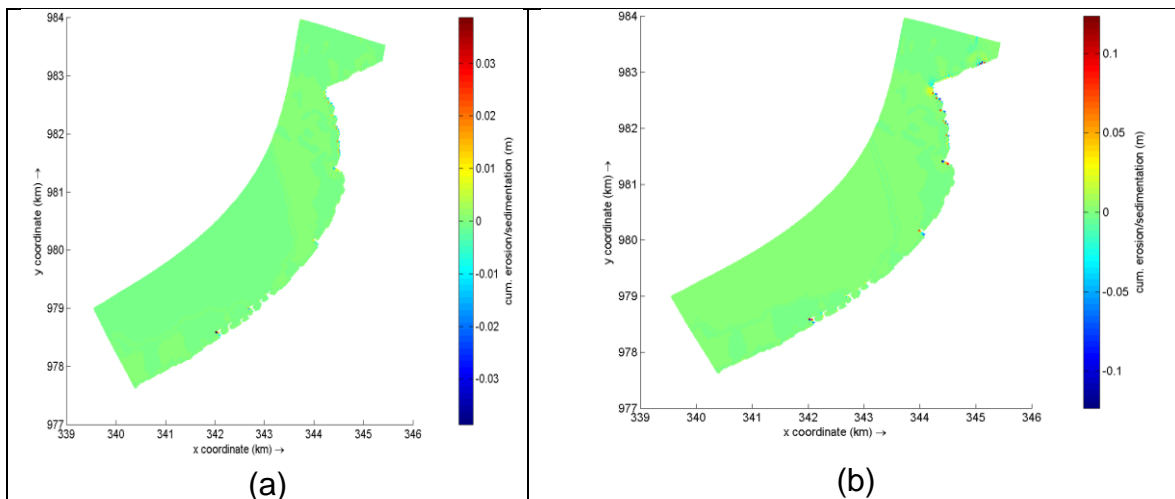 984
983
982
981
980
979
978
977
339 340 341 342 343 344 345 346
x coordinate (km) →
y coordinate (km) →
0.03
0.02
0.01
0
-0.01
-0.02
-0.03
cum. erosion/sedimentation (m)
(a)
984
983
982
981
980
979
978
977
339 340 341 342 343 344 345 346
x coordinate (km) →
y coordinate (km) →
0.1
0.05
0
-0.05
-0.1
cum. erosion/sedimentation (m)
(b)